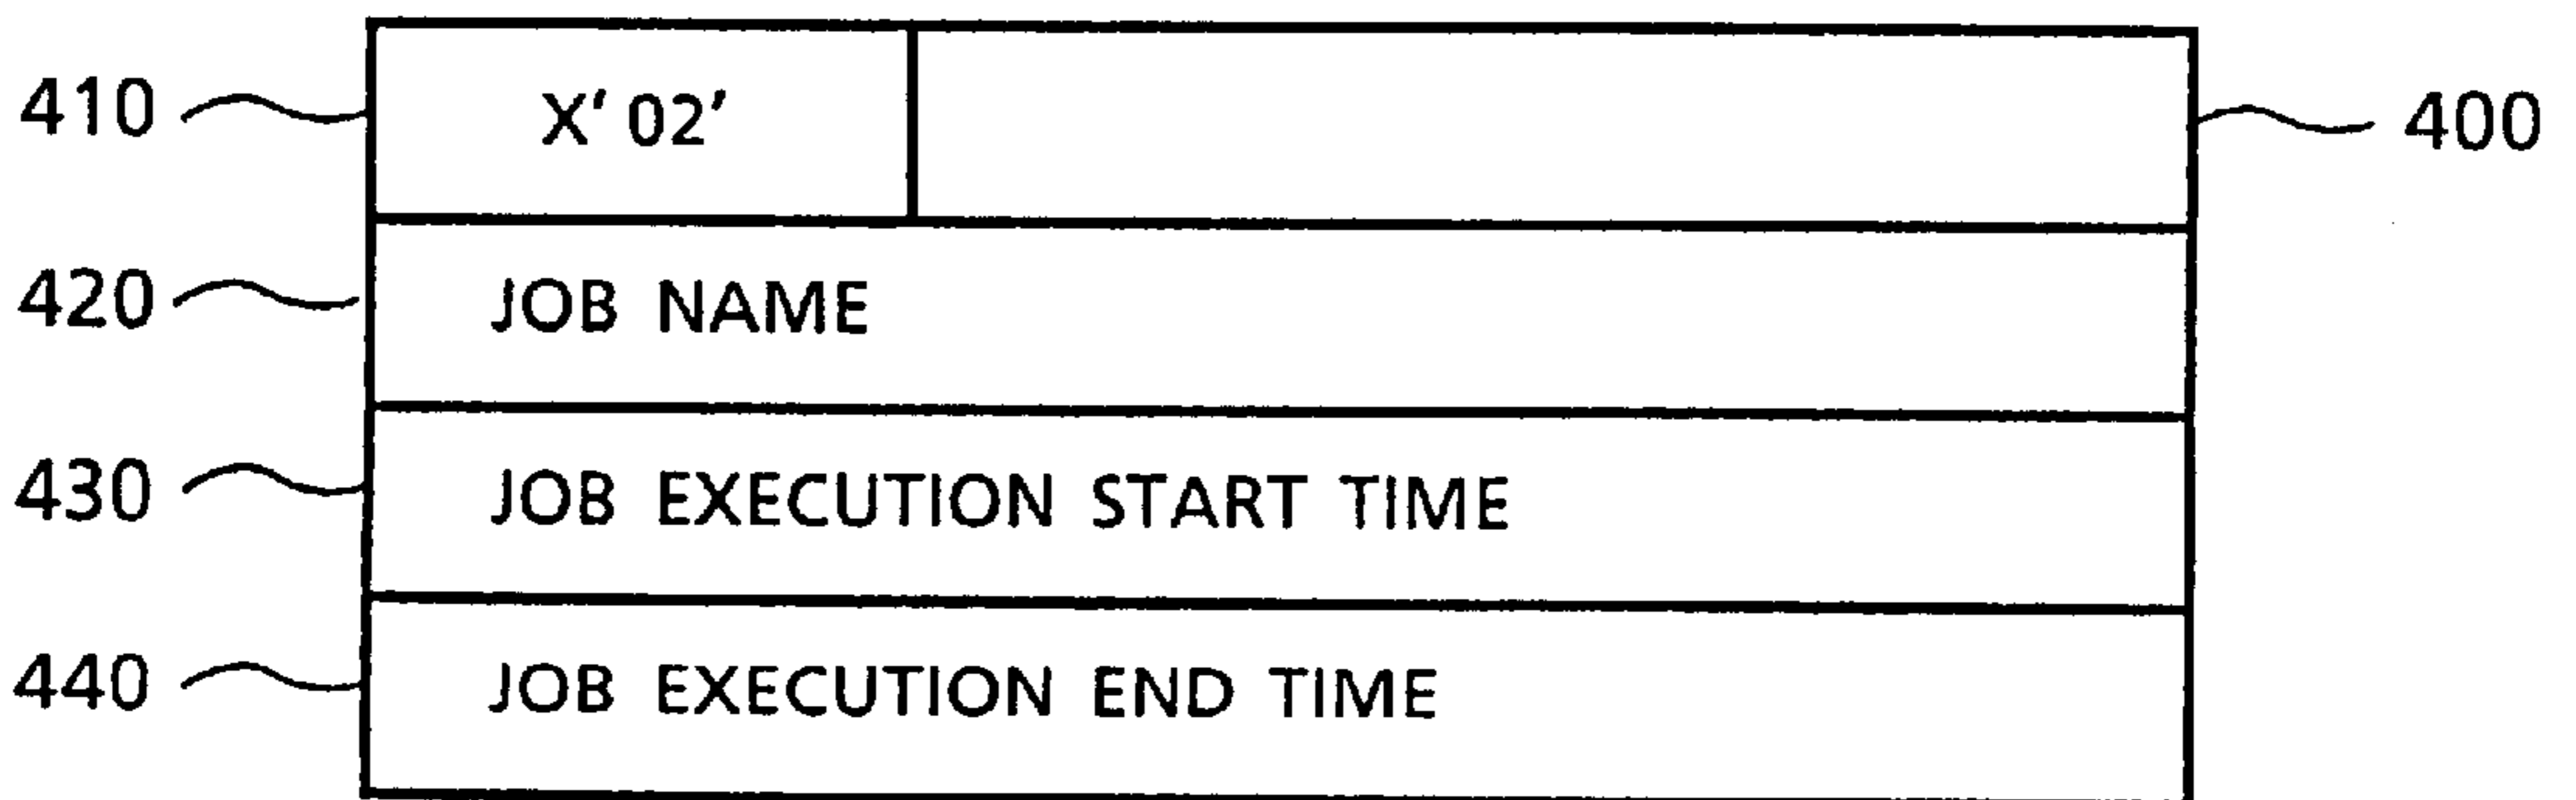 410 X' 02' 400
420 JOB NAME
430 JOB EXECUTION START TIME
440 JOB EXECUTION END TIME